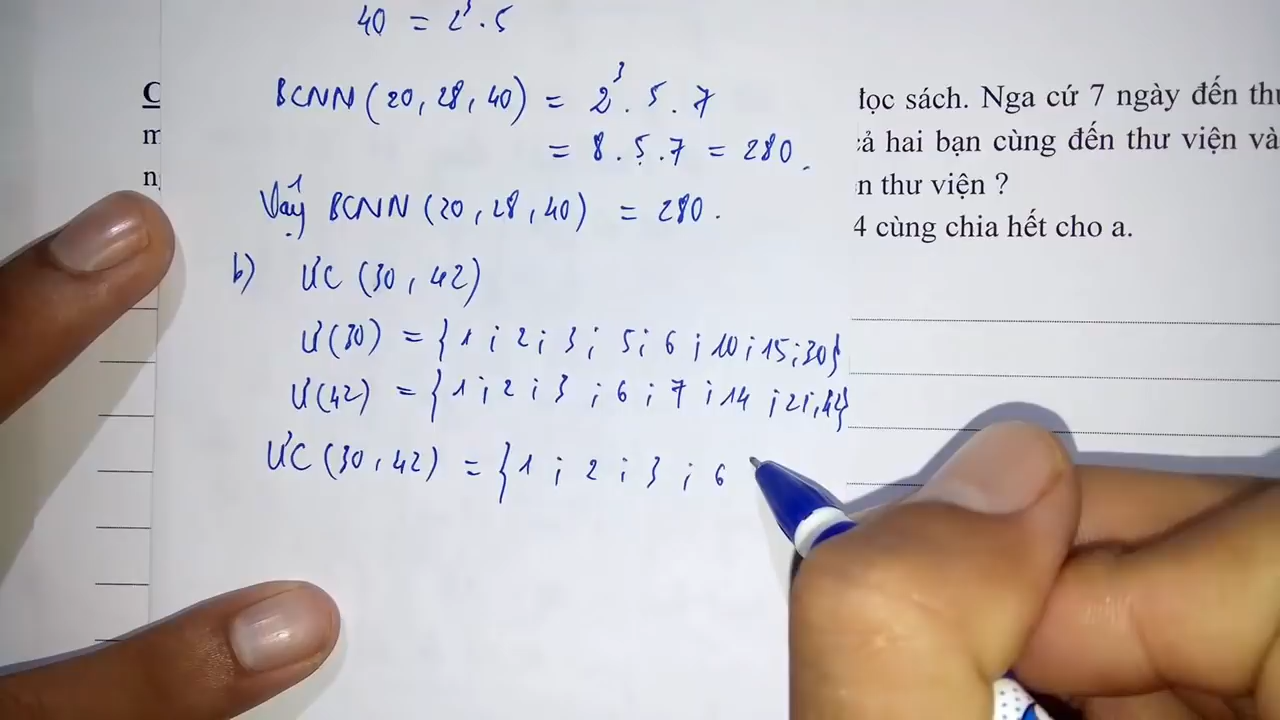 40 = 2³ . 5
BCNN (20, 28, 40) = 2³ . 5 . 7
= 8 . 5 . 7 = 280.
Vậy BCNN (20, 28, 40) = 280.
b) ƯC (30, 42)
Ư(30) = {1 ; 2 ; 3 ; 5 ; 6 ; 10 ; 15 ; 30}
Ư(42) = {1 ; 2 ; 3 ; 6 ; 7 ; 14 ; 21 ; 42}
ƯC (30, 42) = {1 ; 2 ; 3 ; 6
C
m
n
đọc sách. Nga cứ 7 ngày đến thư
cả hai bạn cùng đến thư viện và
n thư viện ?
4 cùng chia hết cho a.